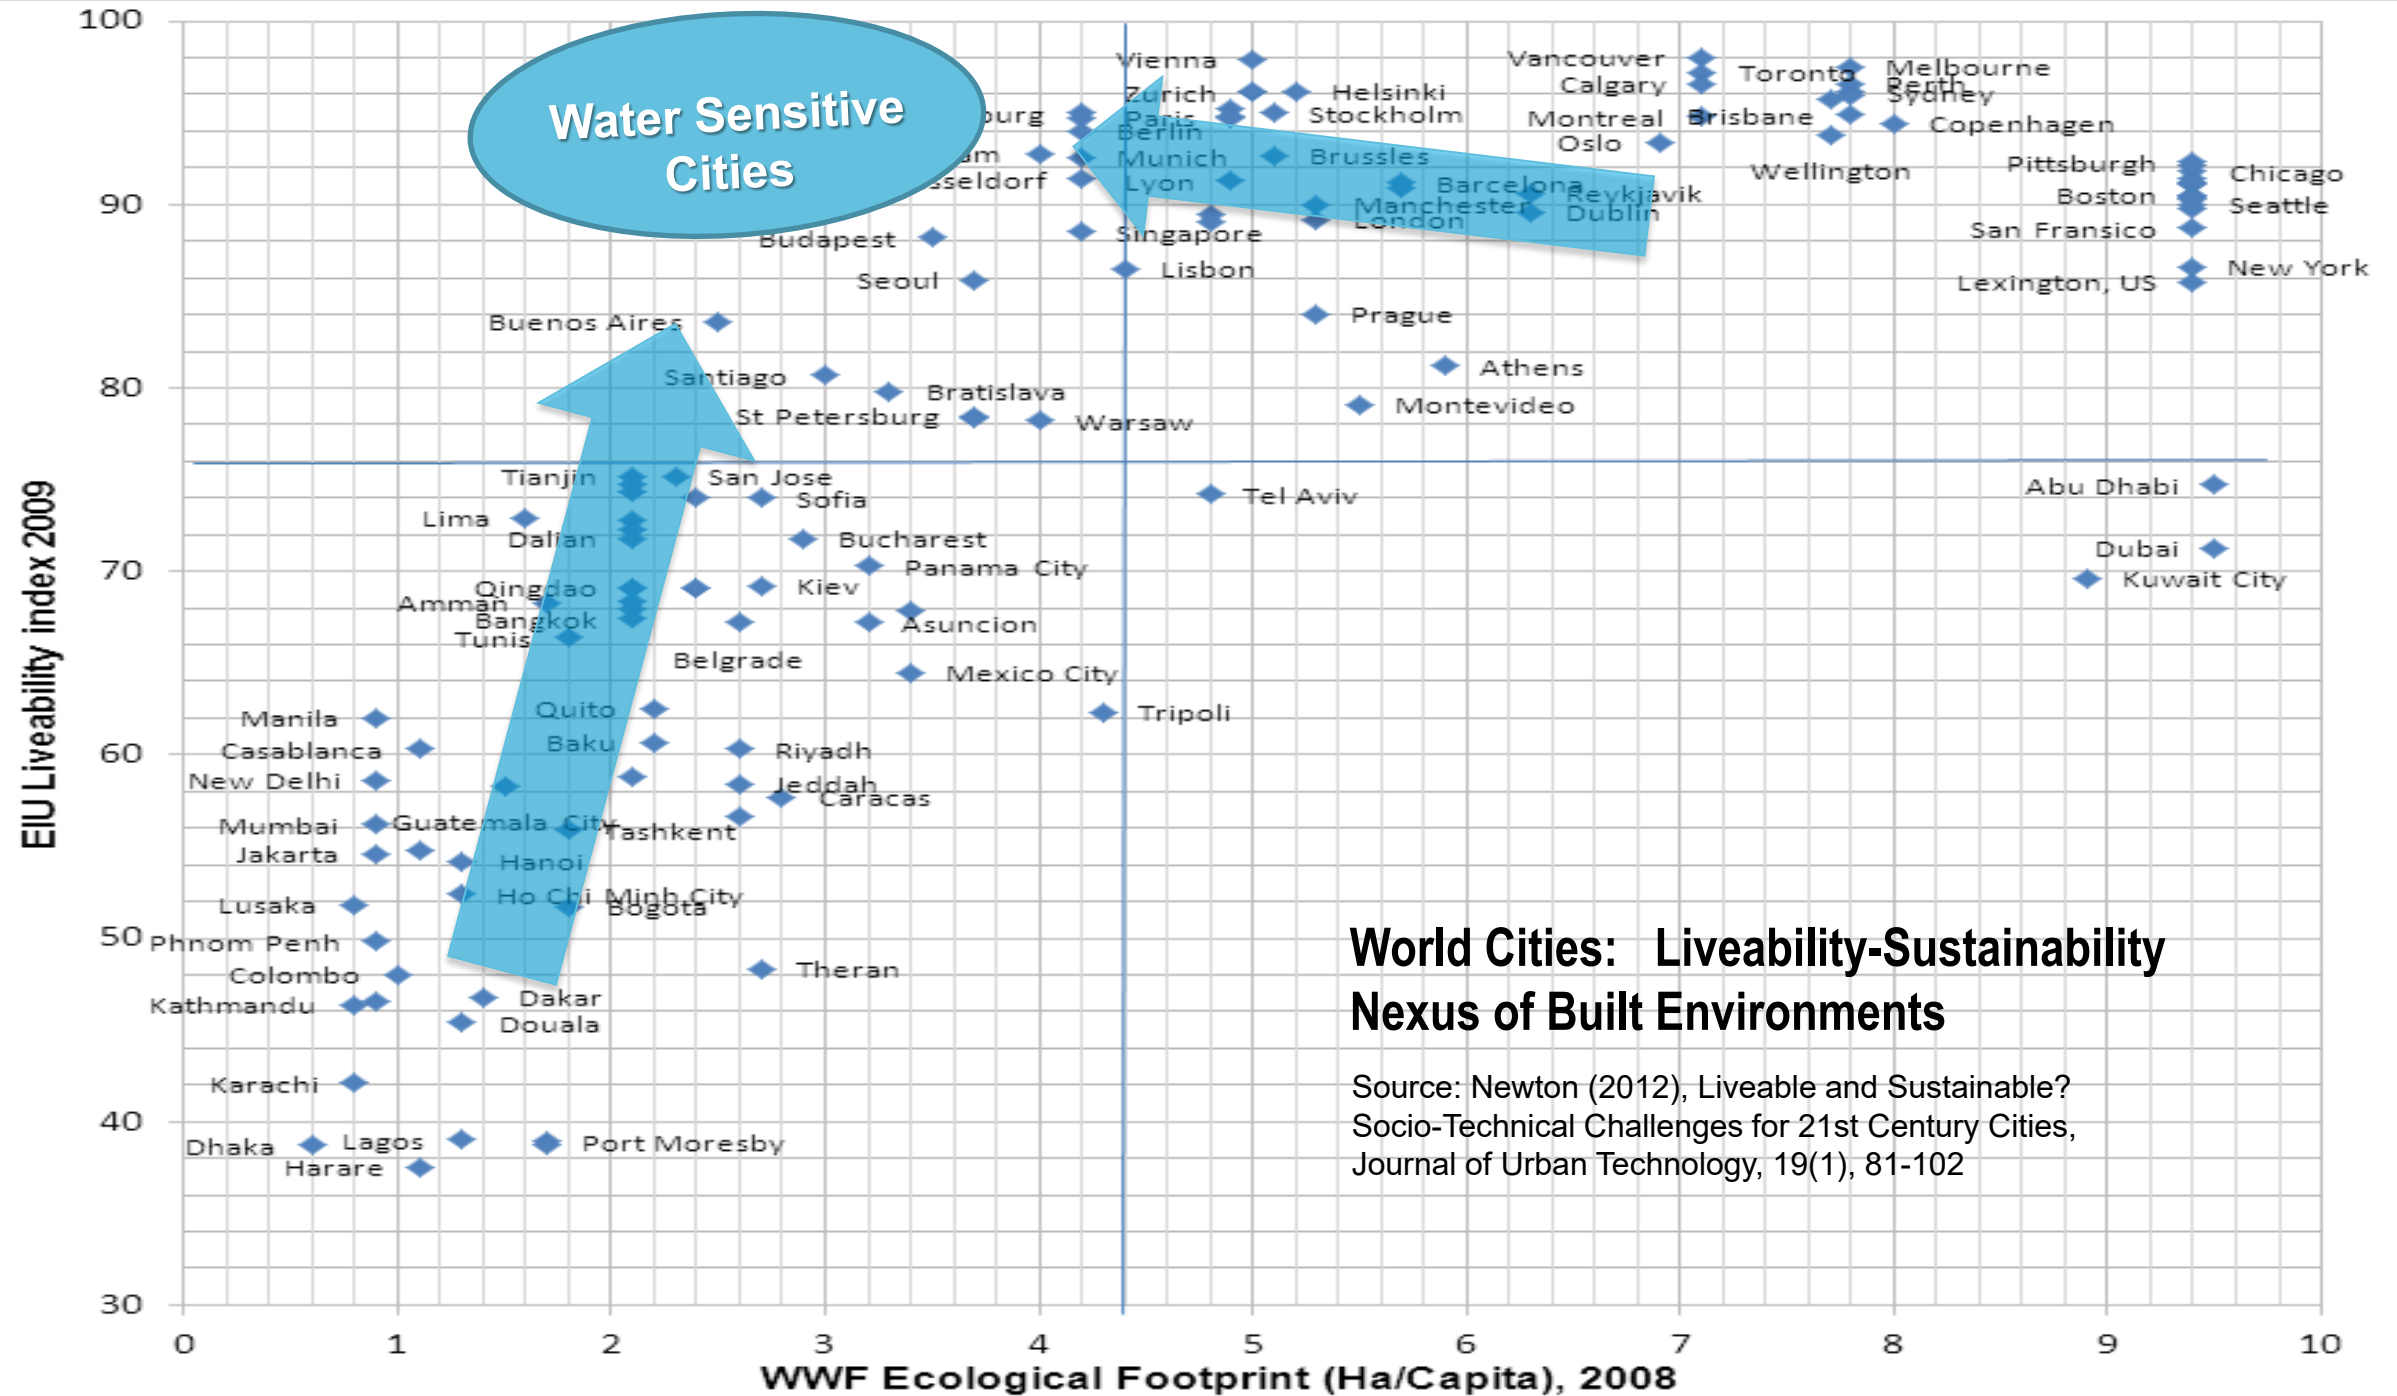 100
90
80
70
60
50
40
30
EIU Liveability index 2009
Water Sensitive
Cities
Vienna
Vancouver
Melbourne
Toronto
Calgary
Perth
Zurich
Helsinki
Sydney
Paris
Stockholm
Montreal
Brisbane
Copenhagen
Berlin
Oslo
Munich
Brussles
Pittsburgh
Wellington
Chicago
Lyon
Barcelona
Reykjavik
Boston
Manchester
Seattle
Dublin
London
San Fransico
Budapest
Singapore
Lisbon
New York
Seoul
Lexington, US
Buenos Aires
Prague
Santiago
Athens
Bratislava
Montevideo
St Petersburg
Warsaw
Tianjin
San Jose
Abu Dhabi
Sofia
Tel Aviv
Lima
Dalian
Bucharest
Dubai
Panama City
Kuwait City
Qingdao
Kiev
Amman
Bangkok
Asuncion
Tunis
Belgrade
Mexico City
Quito
Tripoli
Manila
Baku
Casablanca
Riyadh
New Delhi
Jeddah
Caracas
Mumbai
Guatemala City
Tashkent
Jakarta
Hanoi
Ho Chi Minh City
Lusaka
Bogota
Phnom Penh
Colombo
Theran
Kathmandu
Dakar
Douala
Karachi
Dhaka
Lagos
Port Moresby
Harare
World Cities: Liveability-Sustainability
Nexus of Built Environments
Source: Newton (2012), Liveable and Sustainable?
Socio-Technical Challenges for 21st Century Cities,
Journal of Urban Technology, 19(1), 81-102
0 1 2 3 4 5 6 7 8 9 10
WWF Ecological Footprint (Ha/Capita), 2008